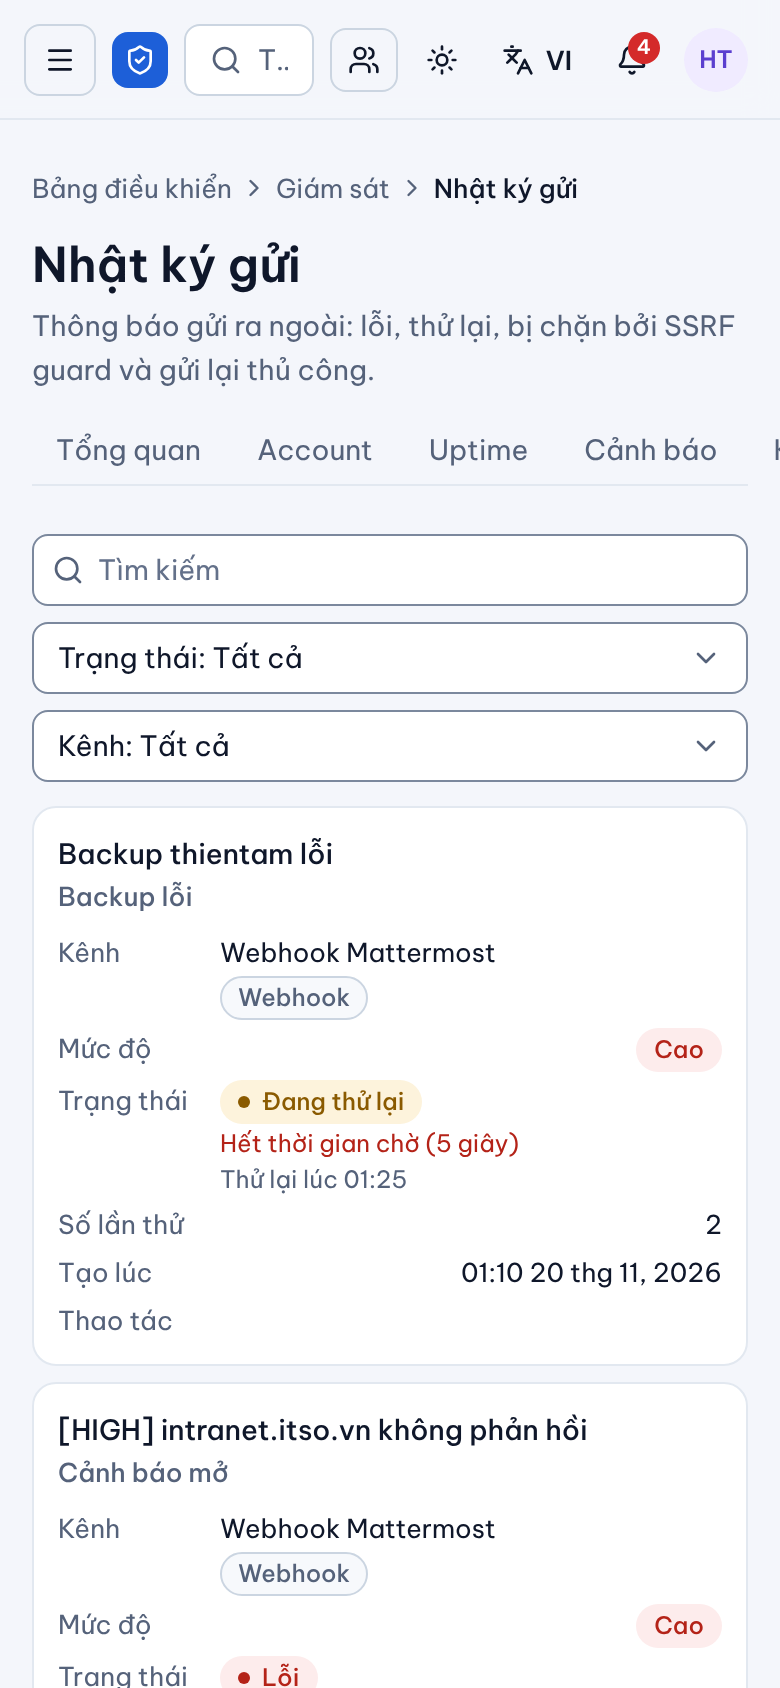 T..
VI
4
HT
Bảng điều khiển > Giám sát > Nhật ký gửi
Nhật ký gửi
Thông báo gửi ra ngoài: lỗi, thử lại, bị chặn bởi SSRF
guard và gửi lại thủ công.
Tổng quan Account Uptime Cảnh báo
Tìm kiếm
Trạng thái: Tất cả
Kênh: Tất cả
Backup thientam lỗi
Backup lỗi
Kênh Webhook Mattermost
Webhook
Mức độ Cao
Trạng thái Đang thử lại
Hết thời gian chờ (5 giây)
Thử lại lúc 01:25
Số lần thử 2
Tạo lúc 01:10 20 thg 11, 2026
Thao tác
[HIGH] intranet.itso.vn không phản hồi
Cảnh báo mở
Kênh Webhook Mattermost
Webhook
Mức độ Cao
Trạng thái Lỗi